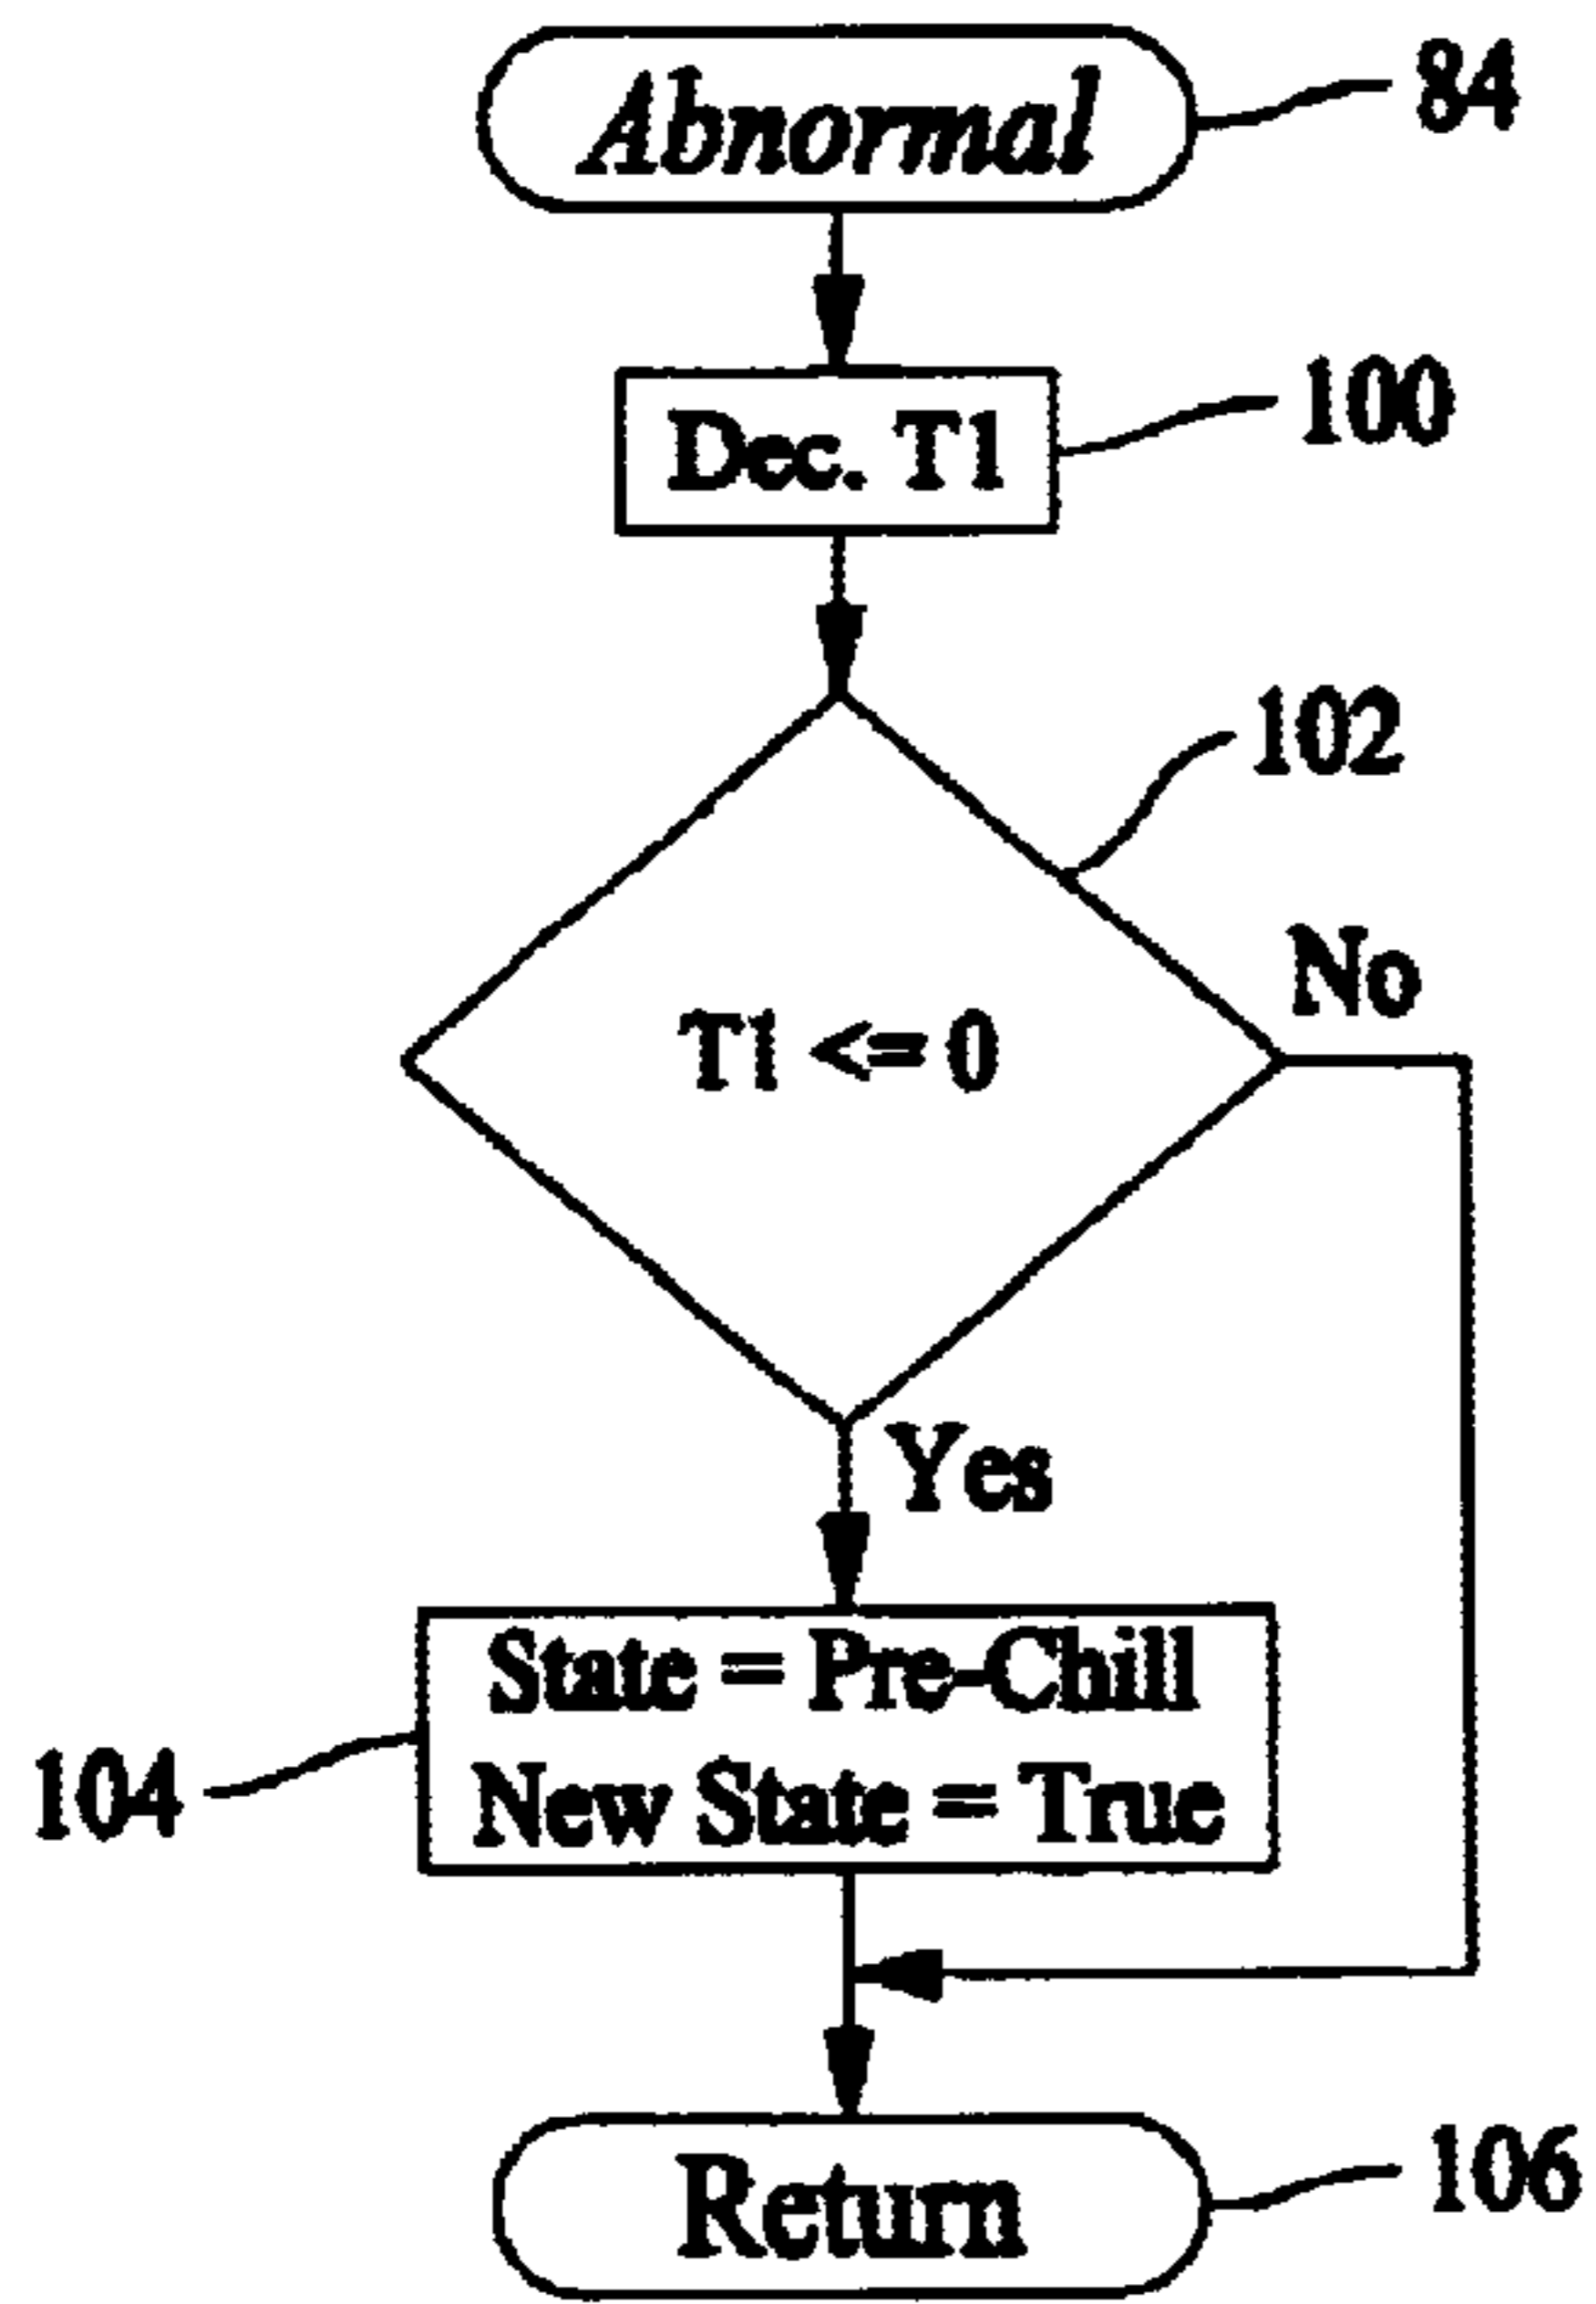 Abnormal
84
Dec. T1
100
102
T1 <= 0
No
Yes
State = Pre-Chill
New State = True
104
Return
106